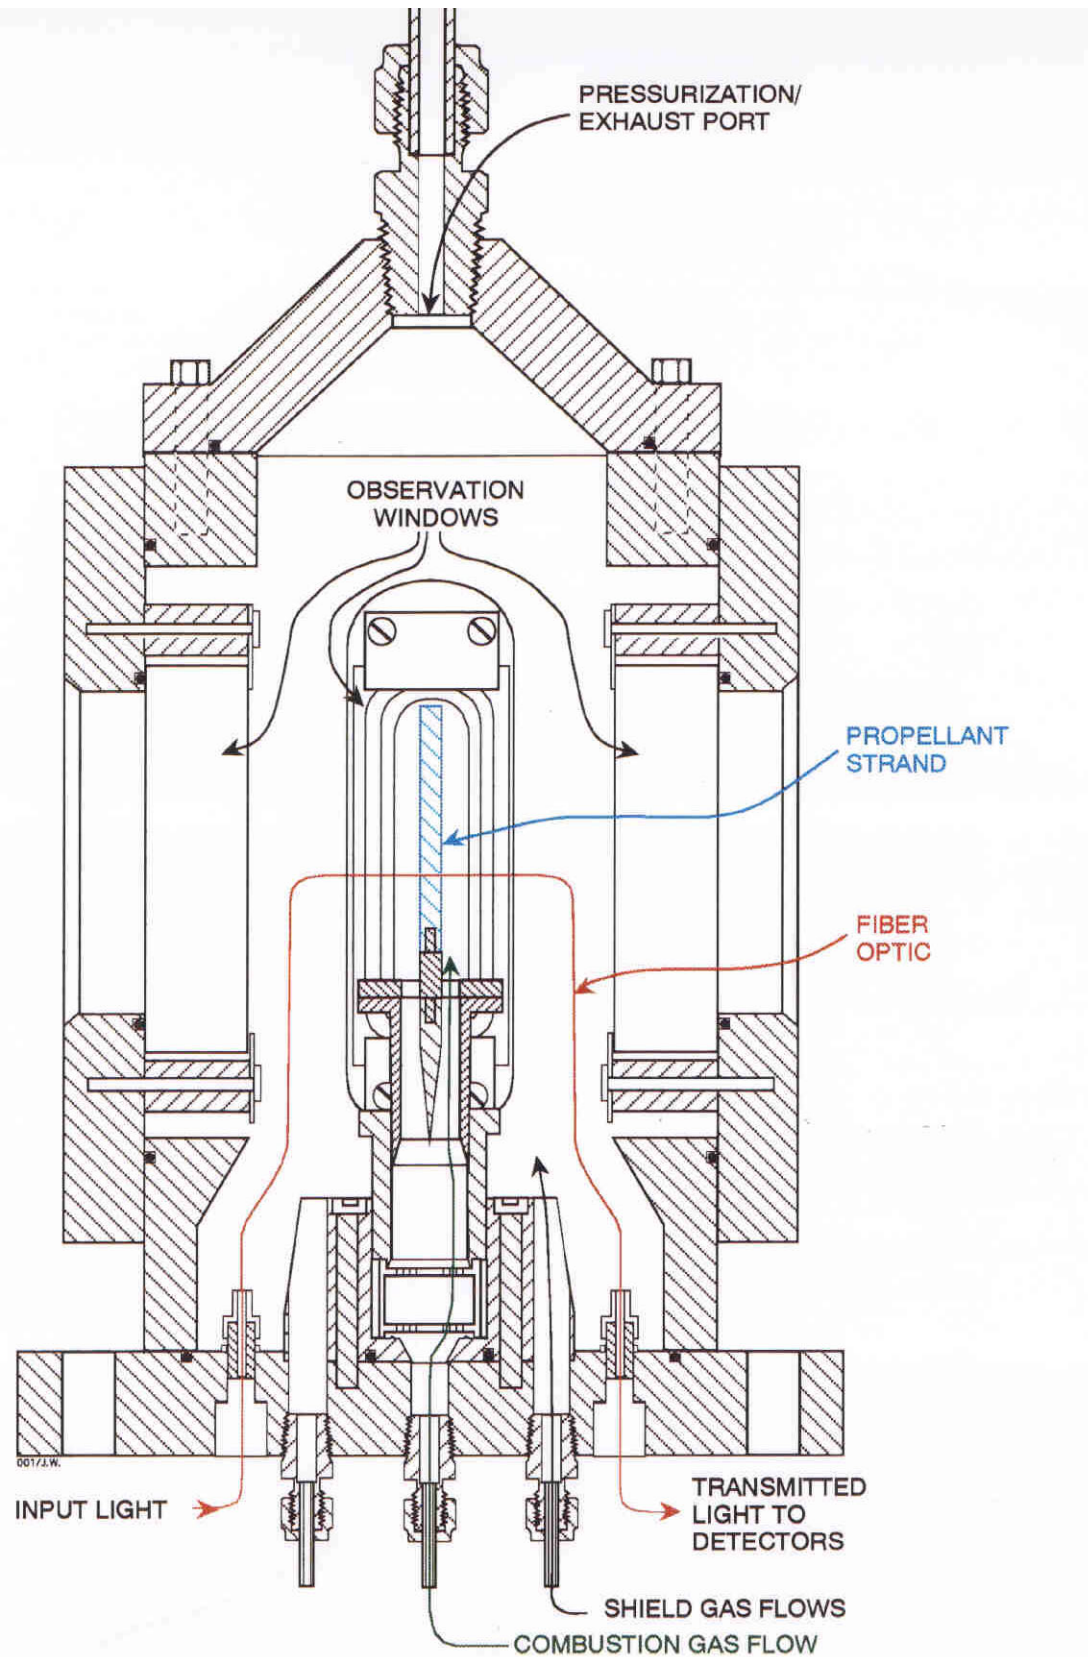 PRESSURIZATION/
EXHAUST PORT
OBSERVATION
WINDOWS
PROPELLANT
STRAND
FIBER
OPTIC
001/J.W.
INPUT LIGHT
TRANSMITTED
LIGHT TO
DETECTORS
SHIELD GAS FLOWS
COMBUSTION GAS FLOW